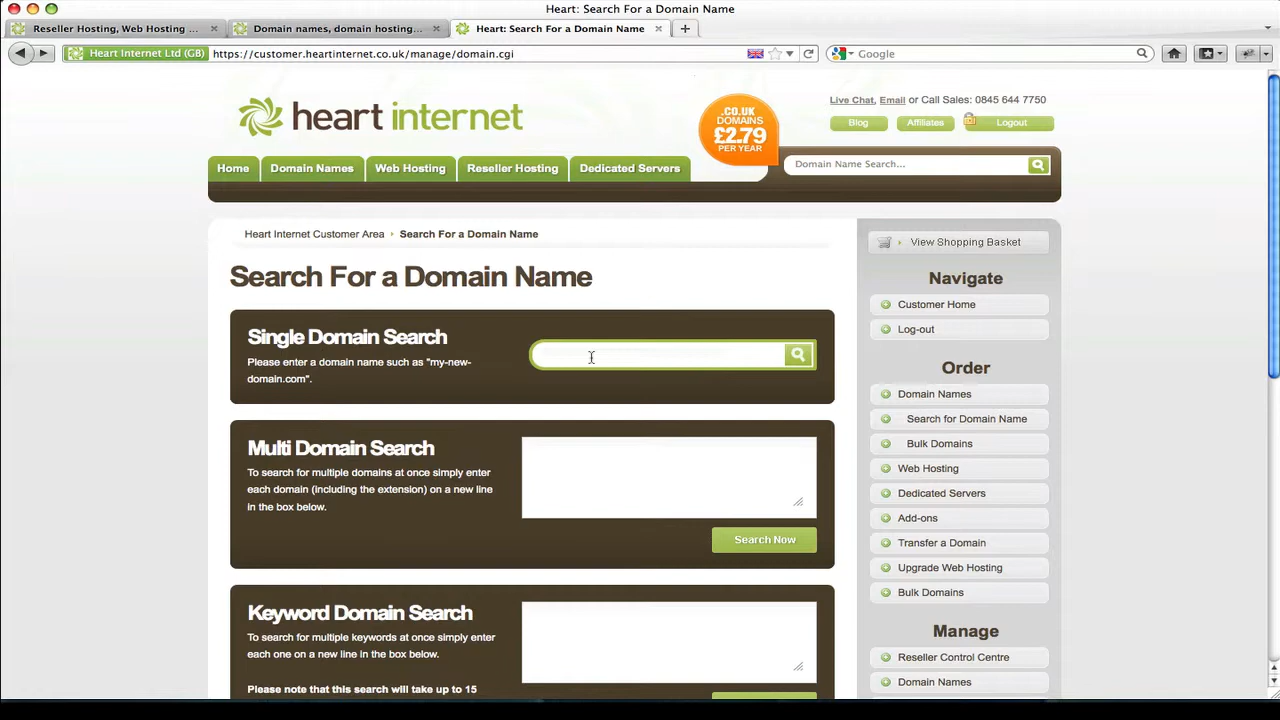 Heart: Search For a Domain Name
Reseller Hosting, Web Hosting ...
Domain names, domain hosting...
Heart: Search For a Domain Name
Heart Internet Ltd (GB)
https://customer.heartinternet.co.uk/manage/domain.cgi
Google
heart internet
.CO.UK
DOMAINS
£2.79
PER YEAR
Live Chat, Email or Call Sales: 0845 644 7750
Blog
Affiliates
Logout
Home
Domain Names
Web Hosting
Reseller Hosting
Dedicated Servers
Domain Name Search...
Heart Internet Customer Area
Search For a Domain Name
Search For a Domain Name
Single Domain Search
Please enter a domain name such as "my-new-
domain.com".
Multi Domain Search
To search for multiple domains at once simply enter
each domain (including the extension) on a new line
in the box below.
Search Now
Keyword Domain Search
To search for multiple keywords at once simply enter
each one on a new line in the box below.
Please note that this search will take up to 15
View Shopping Basket
Navigate
Customer Home
Log-out
Order
Domain Names
Search for Domain Name
Bulk Domains
Web Hosting
Dedicated Servers
Add-ons
Transfer a Domain
Upgrade Web Hosting
Bulk Domains
Manage
Reseller Control Centre
Domain Names